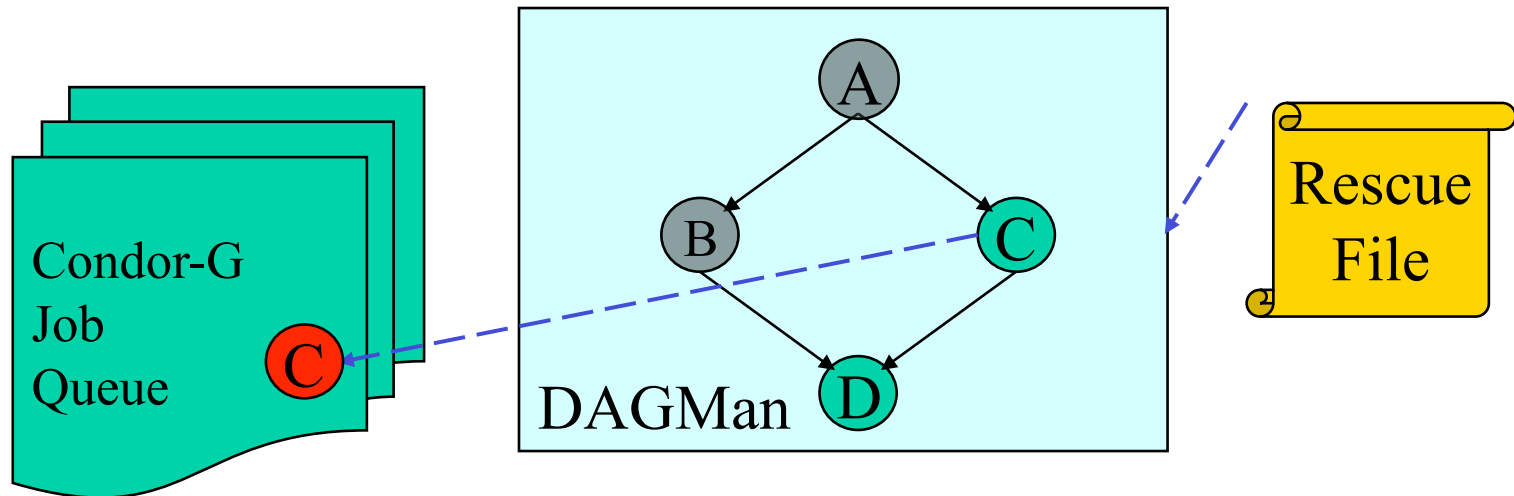 Condor-G
Job
Queue
C
A
B
C
D
DAGMan
Rescue
File